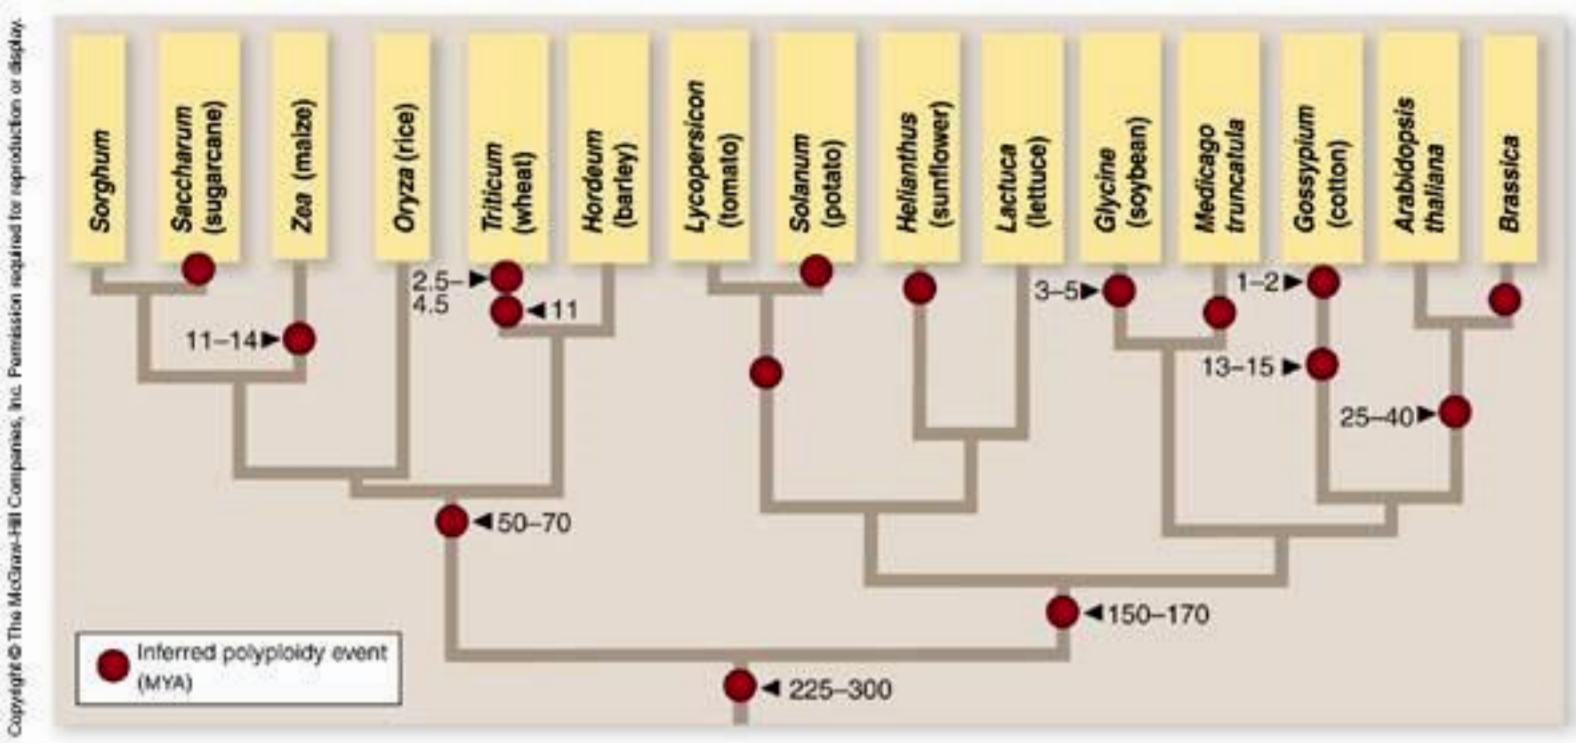 Copyright © The McGraw-Hill Companies, Inc. Permission required for reproduction or display.
Sorghum
Saccharum
(sugarcane)
Zea (maize)
Oryza (rice)
Triticum
(wheat)
Hordeum
(barley)
Lycopersicon
(tomato)
Solanum
(potato)
Helianthus
(sunflower)
Lactuca
(lettuce)
Glycine
(soybean)
Medicago
truncatula
Gossypium
(cotton)
Arabidopsis
thaliana
Brassica
2.5–
4.5
11
3–5
1–2
11–14
13–15
25–40
50–70
150–170
Inferred polyploidy event
(MYA)
225–300